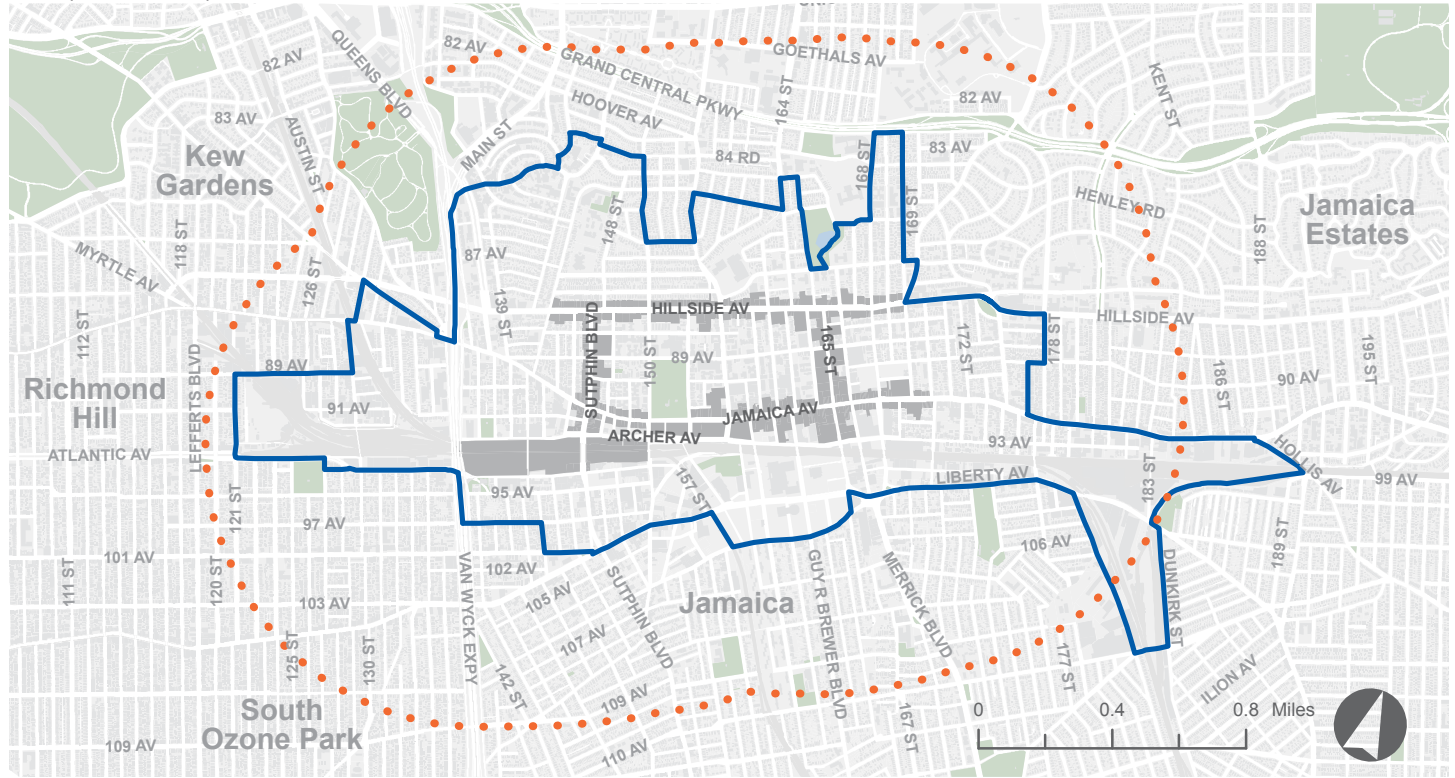 82 AV
QUEENS BLVD
82 AV
GOETHALS AV
GRAND CENTRAL PKWY
KENT ST
164 ST
HOOVER AV
82 AV
83 AV
AUSTIN ST
MAIN ST
Kew
Gardens
84 RD
168 ST
83 AV
HENLEY RD
Jamaica
Estates
118 ST
148 ST
169 ST
188 ST
MYRTLE AV
126 ST
87 AV
139 ST
HILLSIDE AV
HILLSIDE AV
112 ST
SUTPHIN BLVD
150 ST
89 AV
165 ST
172 ST
178 ST
195 ST
89 AV
186 ST
90 AV
Richmond
Hill
LEFFERTS BLVD
91 AV
JAMAICA AV
ARCHER AV
93 AV
ATLANTIC AV
HOLLIS AV
LIBERTY AV
99 AV
95 AV
157 ST
183 ST
121 ST
97 AV
106 AV
189 ST
101 AV
111 ST
120 ST
102 AV
VAN WYCK EXPY
105 AV
SUTPHIN BLVD
Jamaica
GUY R BREWER BLVD
MERRICK BLVD
DUNKIRK ST
103 AV
107 AV
125 ST
130 ST
142 ST
177 ST
ILION AV
109 AV
South
Ozone Park
167 ST
0 0.4 0.8 Miles
109 AV
110 AV